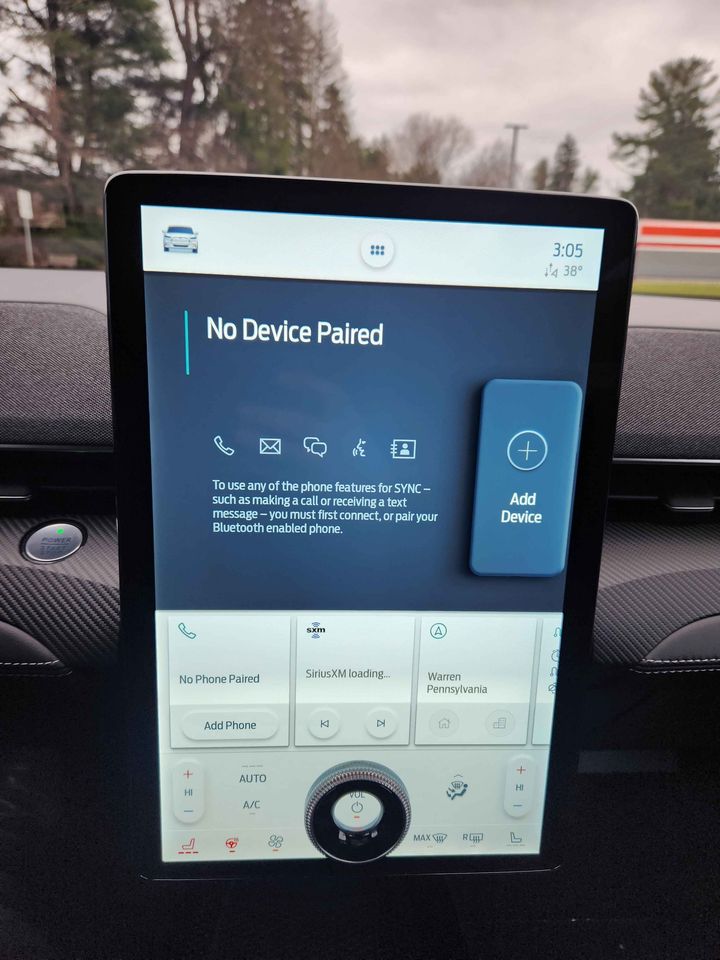 3:05
38°
No Device Paired
To use any of the phone features for SYNC –
such as making a call or receiving a text
message – you must first connect, or pair your
Bluetooth enabled phone.
Add
Device
POWER
START
No Phone Paired
Add Phone
sxm
SiriusXM loading...
Warren
Pennsylvania
+
HI
–
AUTO
A/C
VOL
+
HI
–
MAX
R